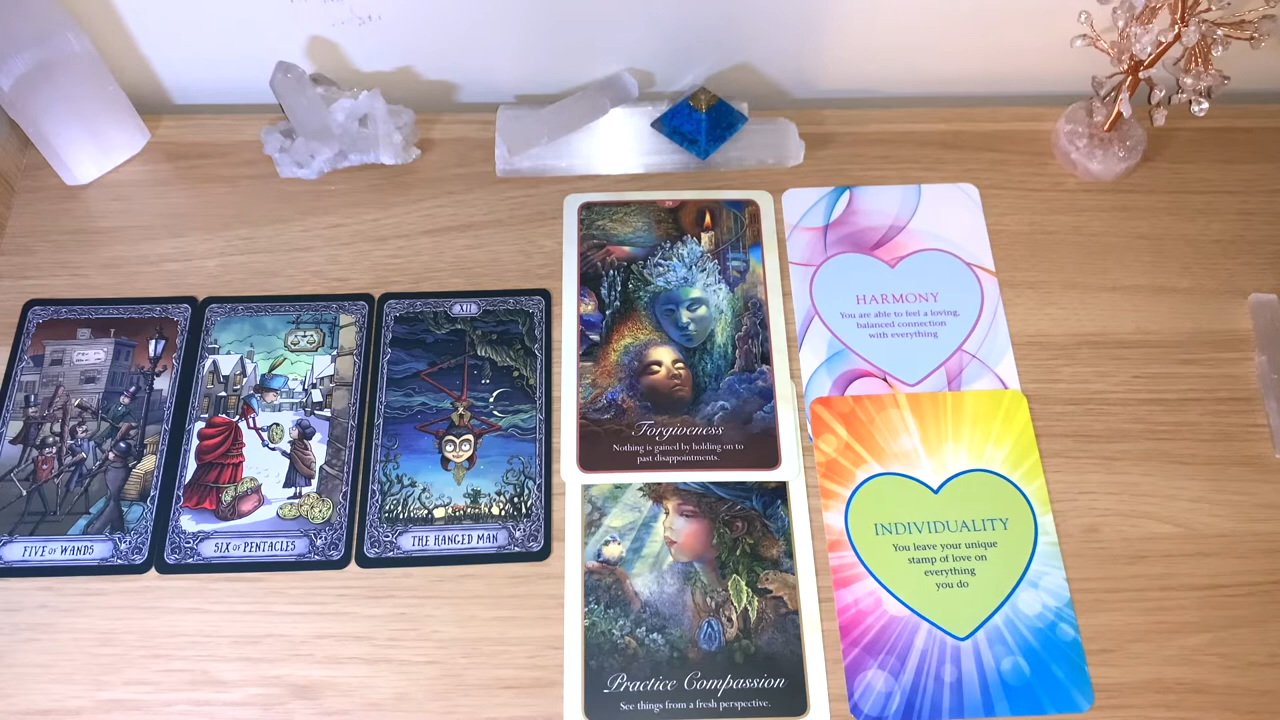 FIVE OF WANDS
SIX OF PENTACLES
XII
THE HANGED MAN
Forgiveness
Nothing is gained by holding on to
past disappointments.
Practice Compassion
See things from a fresh perspective.
HARMONY
You are able to feel a loving,
balanced connection
with everything
INDIVIDUALITY
You leave your unique
stamp of love on
everything
you do